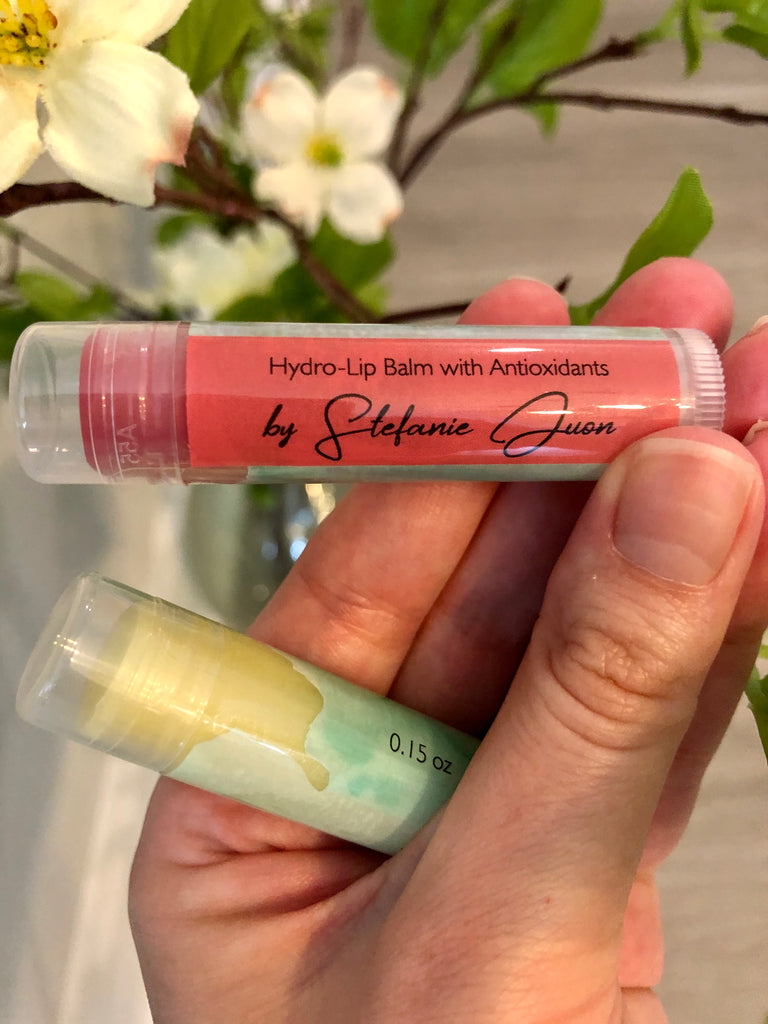 Hydro-Lip Balm with Antioxidants
by Stefanie Juon
0.15 oz